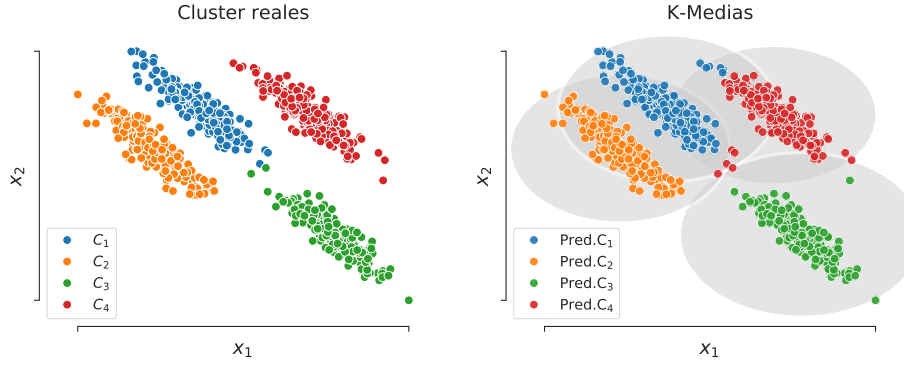 Cluster reales
x₂
C₁
C₂
C₃
C₄
x₁
K-Medias
x₂
Pred.C₁
Pred.C₂
Pred.C₃
Pred.C₄
x₁